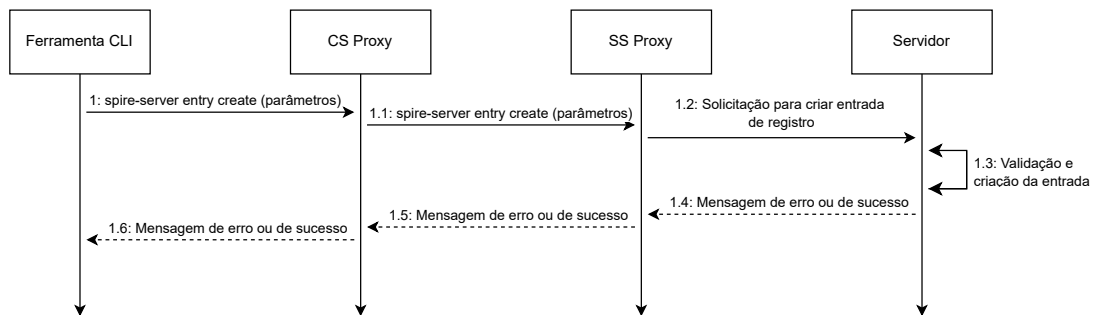 Ferramenta CLI
CS Proxy
SS Proxy
Servidor
1: spire-server entry create (parâmetros)
1.1: spire-server entry create (parâmetros)
1.2: Solicitação para criar entrada
de registro
1.3: Validação e
criação da entrada
1.4: Mensagem de erro ou de sucesso
1.5: Mensagem de erro ou de sucesso
1.6: Mensagem de erro ou de sucesso